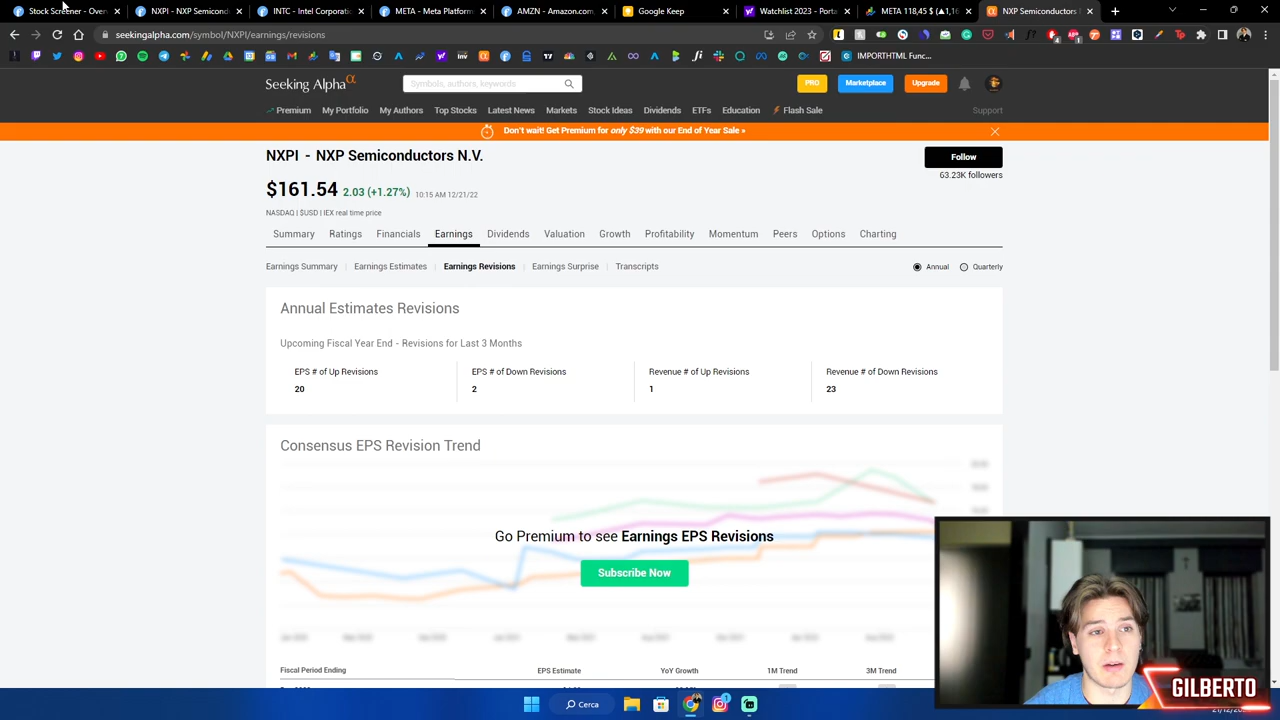 Stock Screener - Over
NXPI - NXP Semiconduct
INTC - Intel Corporation
META - Meta Platform
AMZN - Amazon.com, I
Google Keep
Watchlist 2023 - Porta
META 118,45 $ (▲1,16
NXP Semiconductors N
seekingalpha.com/symbol/NXPI/earnings/revisions
IMPORTHTML Func...
Seeking Alpha α
Symbols, authors, keywords
PRO
Marketplace
Upgrade
Premium
My Portfolio
My Authors
Top Stocks
Latest News
Markets
Stock Ideas
Dividends
ETFs
Education
Flash Sale
Support
Don't wait! Get Premium for only $39 with our End of Year Sale »
NXPI - NXP Semiconductors N.V.
Follow
63.23K followers
$161.54 2.03 (+1.27%) 10:15 AM 12/21/22
NASDAQ | $USD | IEX real time price
Summary
Ratings
Financials
Earnings
Dividends
Valuation
Growth
Profitability
Momentum
Peers
Options
Charting
Earnings Summary
Earnings Estimates
Earnings Revisions
Earnings Surprise
Transcripts
Annual
Quarterly
Annual Estimates Revisions
Upcoming Fiscal Year End - Revisions for Last 3 Months
EPS # of Up Revisions
EPS # of Down Revisions
Revenue # of Up Revisions
Revenue # of Down Revisions
20
2
1
23
Consensus EPS Revision Trend
Go Premium to see Earnings EPS Revisions
Subscribe Now
Fiscal Period Ending
EPS Estimate
YoY Growth
1M Trend
3M Trend
GILBERTO
Cerca